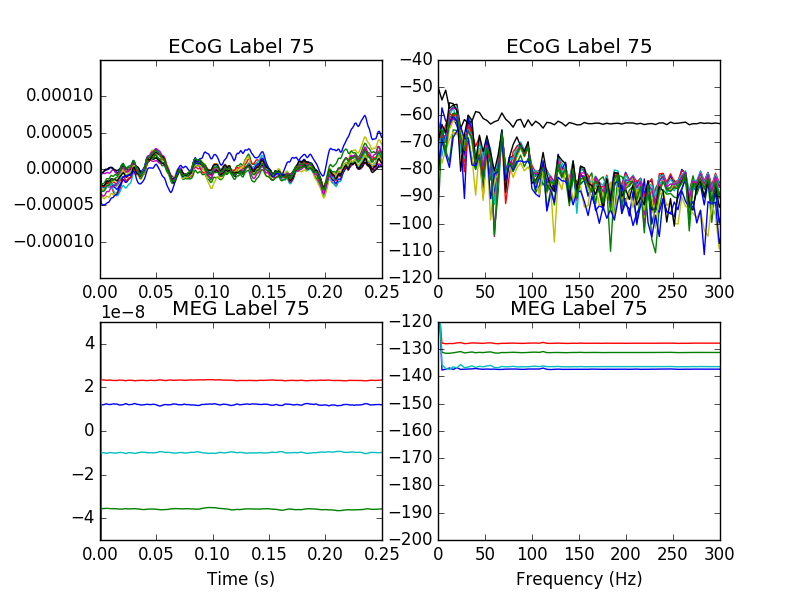 ECoG Label 75
0.00010
0.00005
0.00000
−0.00005
−0.00010
0.00 0.05 0.10 0.15 0.20 0.25
ECoG Label 75
−40
−50
−60
−70
−80
−90
−100
−110
−120
0 50 100 150 200 250 300
1e−8
MEG Label 75
4
2
0
−2
−4
0.00 0.05 0.10 0.15 0.20 0.25
Time (s)
MEG Label 75
−120
−130
−140
−150
−160
−170
−180
−190
−200
0 50 100 150 200 250 300
Frequency (Hz)